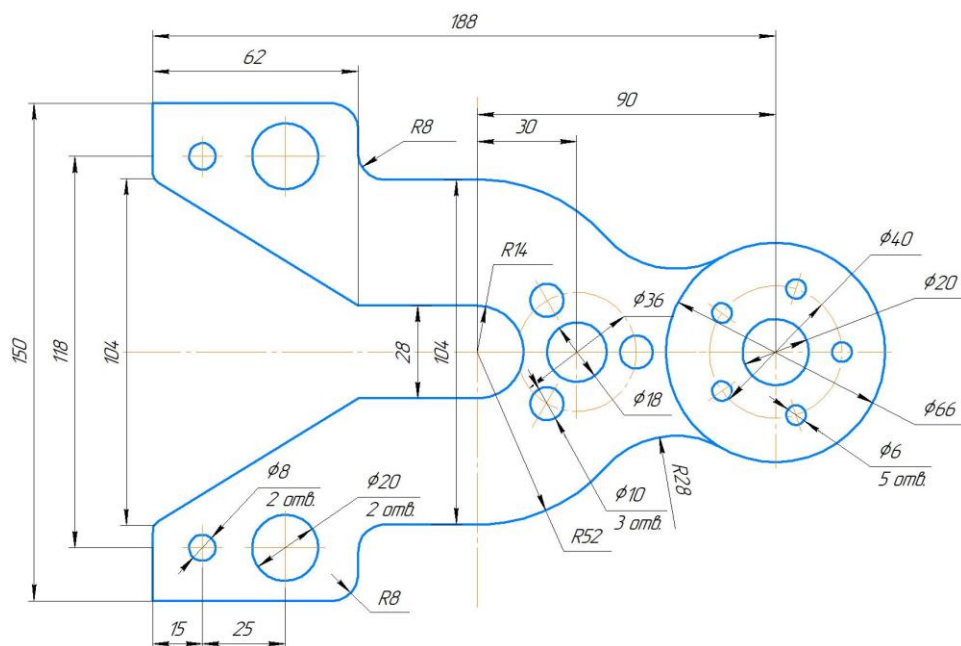 188
62
90
30
R8
R14
ϕ40
ϕ20
ϕ36
150
118
104
28
104
ϕ18
ϕ66
ϕ8
2 отв.
ϕ20
2 отв.
ϕ10
3 отв.
R28
ϕ6
5 отв.
R52
R8
15
25